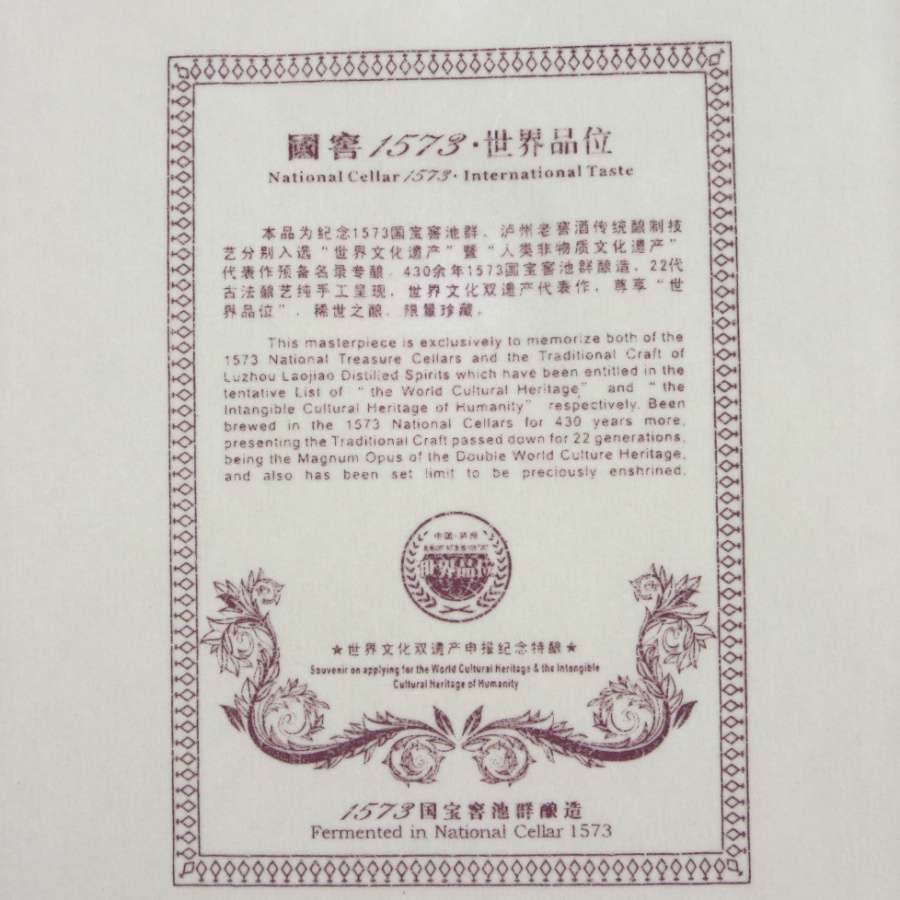 國窖1573·世界品位
National Cellar 1573·International Taste
本品为纪念1573国宝窖池群、泸州老窖酒传统酿制技
艺分别入选“世界文化遗产”暨“人类非物质文化遗产”
代表作预备名录专酿。430余年1573国宝窖池群酿造，22代
古法酿艺纯手工呈现，世界文化双遗产代表作，尊享“世
界品位”，稀世之酿、限量珍藏。
This masterpiece is exclusively to memorize both of the
1573 National Treasure Cellars and the Traditional Craft of
Luzhou Laojiao Distilled Spirits which have been entitled in the
tentative List of “the World Cultural Heritage” and “the
Intangible Cultural Heritage of Humanity” respectively. Been
brewed in the 1573 National Cellars for 430 years more,
presenting the Traditional Craft passed down for 22 generations,
being the Magnum Opus of the Double World Culture Heritage,
and also has been set limit to be preciously enshrined.
中国·泸州
世界品位
★世界文化双遗产申报纪念特酿★
Souvenir on applying for the World Cultural Heritage & the Intangible
Cultural Heritage of Humanity
1573国宝窖池群酿造
Fermented in National Cellar 1573